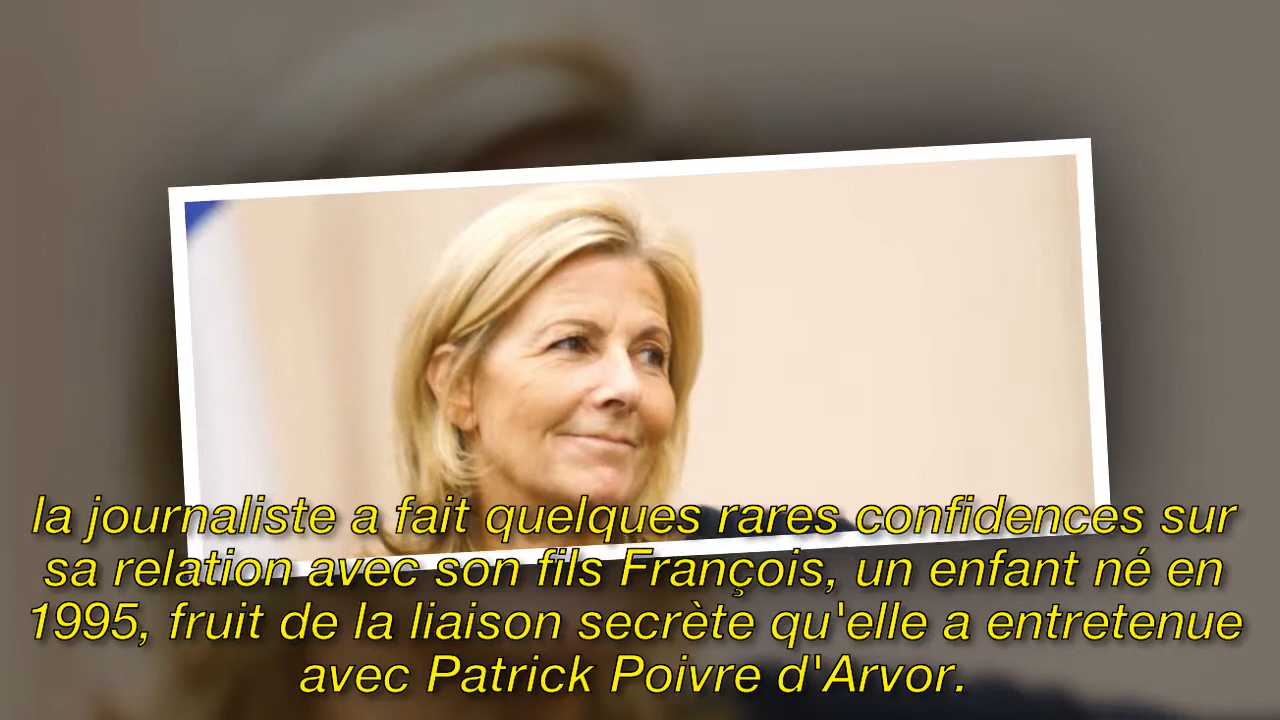 la journaliste a fait quelques rares confidences sur
sa relation avec son fils François, un enfant né en
1995, fruit de la liaison secrète qu'elle a entretenue
avec Patrick Poivre d'Arvor.